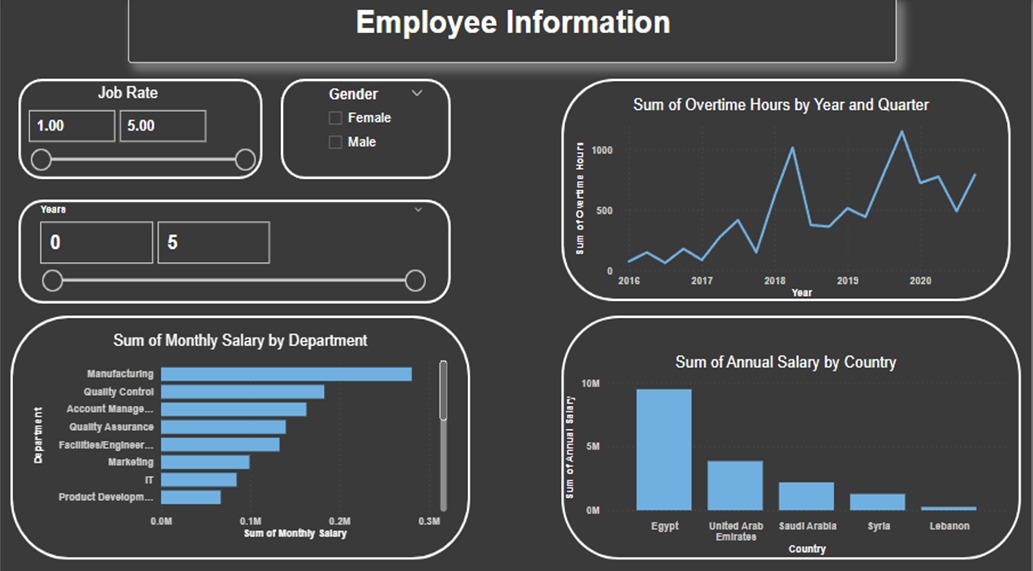 Employee Information
Job Rate
1.00
5.00
Gender
Female
Male
Years
0
5
Sum of Overtime Hours by Year and Quarter
Sum of Overtime Hours
1000
500
0
2016
2017
2018
2019
2020
Year
Sum of Monthly Salary by Department
Department
Manufacturing
Quality Control
Account Manage...
Quality Assurance
Facilities/Engineer...
Marketing
IT
Product Developm...
0.0M
0.1M
0.2M
0.3M
Sum of Monthly Salary
Sum of Annual Salary by Country
Sum of Annual Salary
10M
5M
0M
Egypt
United Arab
Emirates
Saudi Arabia
Syria
Lebanon
Country